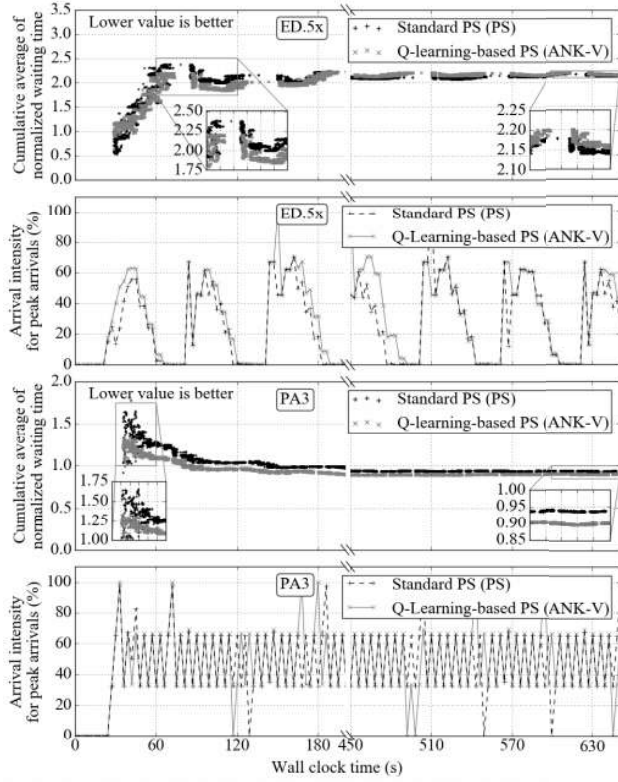 Lower value is better
ED.5x
Standard PS (PS)
Q-learning-based PS (ANK-V)
Cumulative average of
normalized waiting time
3.5
3.0
2.5
2.0
1.5
1.0
0.5
0.0
2.50
2.25
2.00
1.75
2.25
2.20
2.15
2.10
ED.5x
Standard PS (PS)
Q-Learning-based PS (ANK-V)
Arrival intensity
for peak arrivals (%)
100
80
60
40
20
0
Lower value is better
PA3
Standard PS (PS)
Q-learning-based PS (ANK-V)
Cumulative average of
normalized waiting time
2.0
1.5
1.0
0.5
0.0
1.75
1.50
1.25
1.00
1.00
0.95
0.90
0.85
PA3
Standard PS (PS)
Q-Learning-based PS (ANK-V)
Arrival intensity
for peak arrivals (%)
100
80
60
40
20
0
0 60 120 180 450 510 570 630
Wall clock time (s)